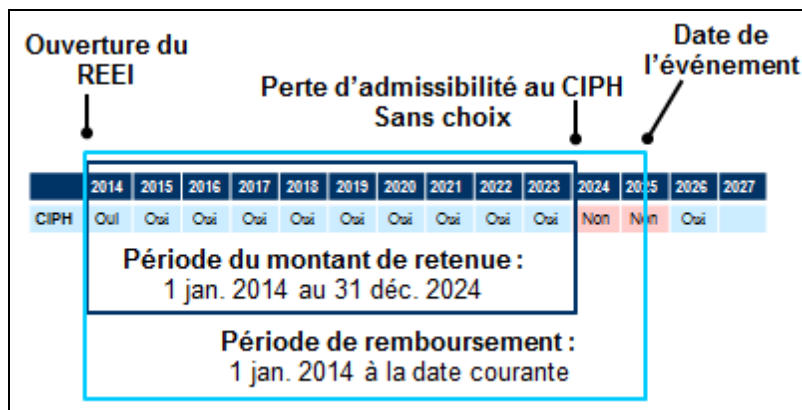 Ouverture du
REEI
Perte d'admissibilité au CIPH
Sans choix
Date de
l'événement
2014 2015 2016 2017 2018 2019 2020 2021 2022 2023 2024 2025 2026 2027
CIPH Oui Oui Oui Oui Oui Oui Oui Oui Oui Oui Non Non Oui
Période du montant de retenue :
1 jan. 2014 au 31 déc. 2024
Période de remboursement :
1 jan. 2014 à la date courante